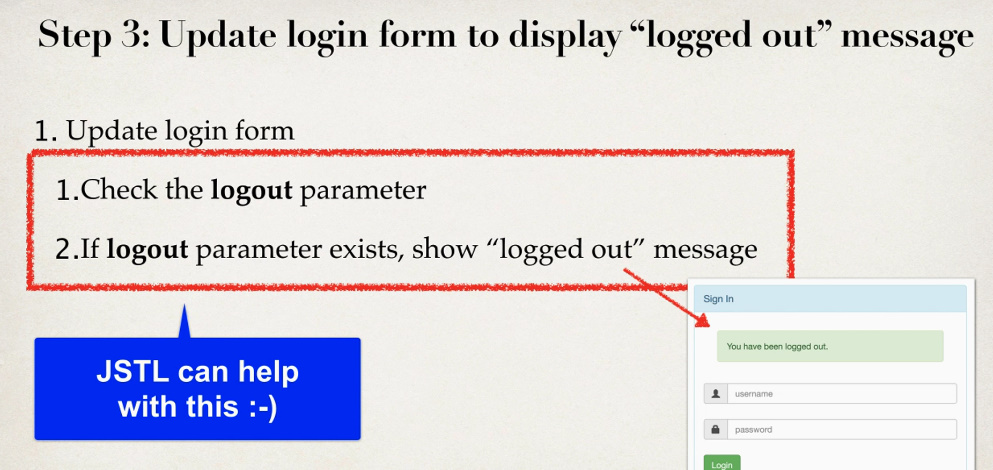 Step 3: Update login form to display “logged out” message
1. Update login form
1.Check the logout parameter
2.If logout parameter exists, show “logged out” message
JSTL can help
with this :-)
Sign In
You have been logged out.
username
password
Login